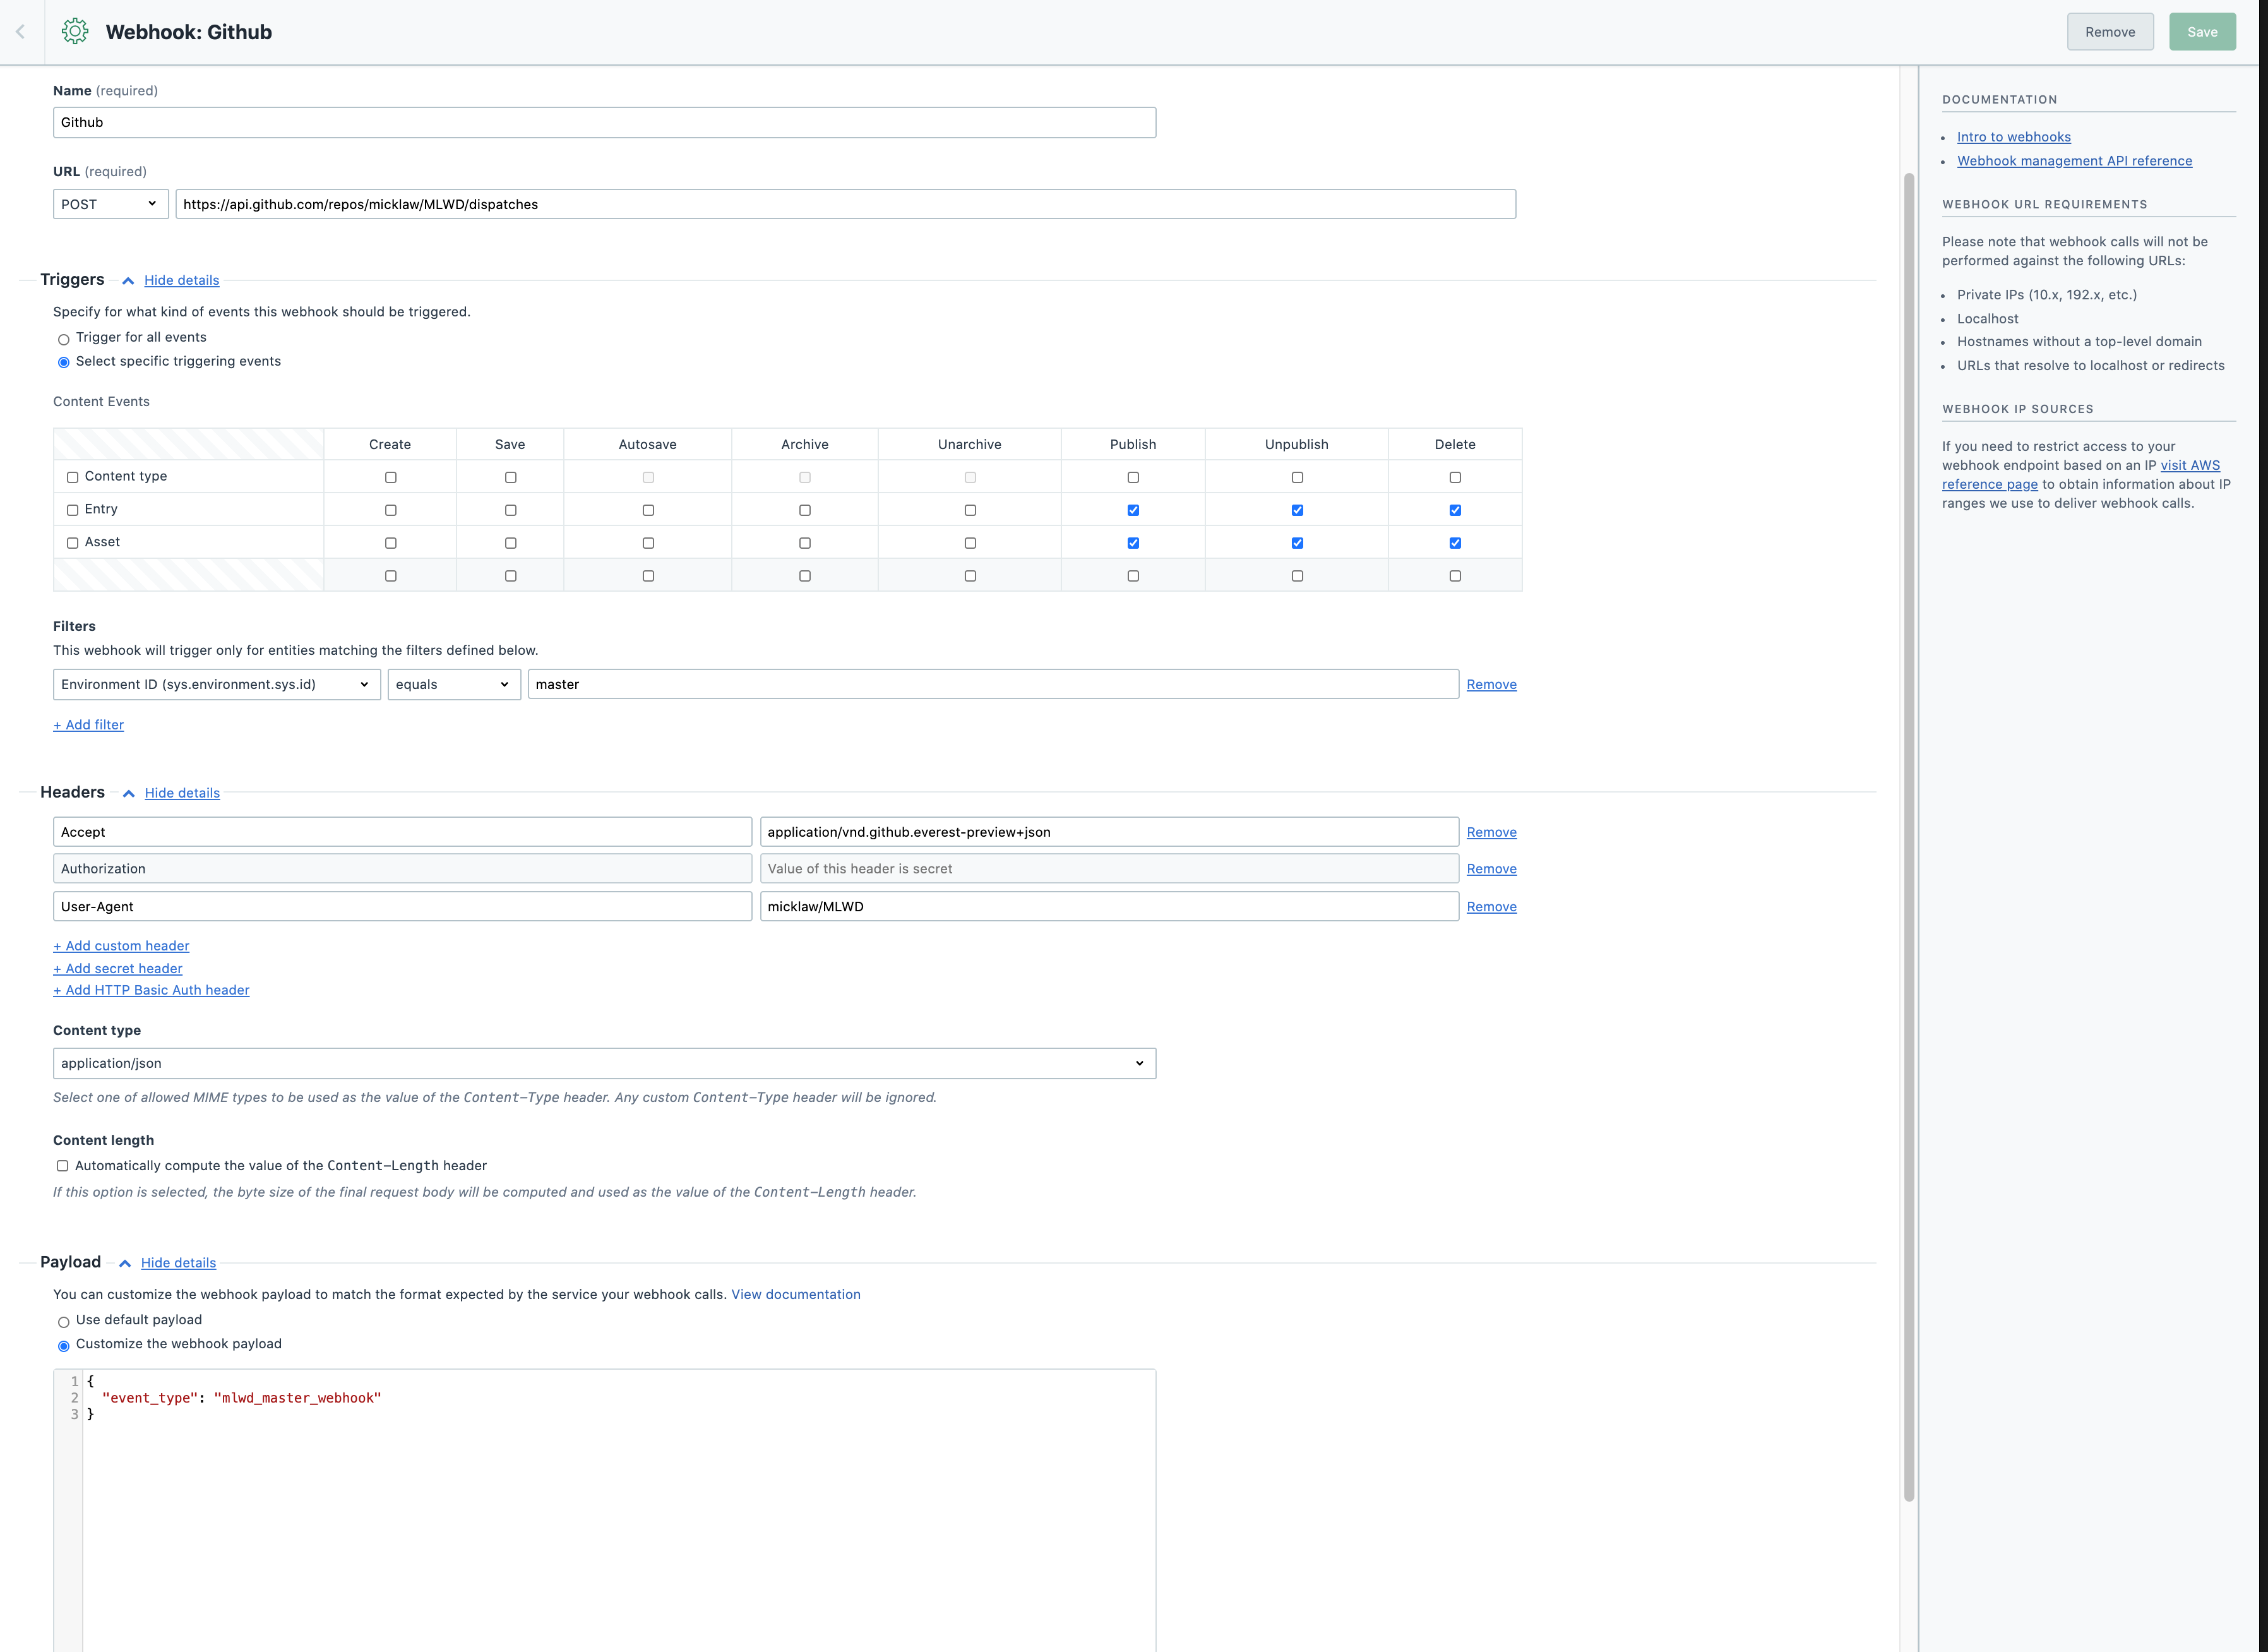 Webhook: Github
Remove
Save
Name (required)
Github
URL (required)
POST
https://api.github.com/repos/micklaw/MLWD/dispatches
Triggers
Hide details
Specify for what kind of events this webhook should be triggered.
Trigger for all events
Select specific triggering events
Content Events
Create Save Autosave Archive Unarchive Publish Unpublish Delete
Content type
Entry
Asset
Filters
This webhook will trigger only for entities matching the filters defined below.
Environment ID (sys.environment.sys.id) equals master Remove
+ Add filter
Headers
Hide details
Accept application/vnd.github.everest-preview+json Remove
Authorization Value of this header is secret Remove
User-Agent micklaw/MLWD Remove
+ Add custom header
+ Add secret header
+ Add HTTP Basic Auth header
Content type
application/json
Select one of allowed MIME types to be used as the value of the Content-Type header. Any custom Content-Type header will be ignored.
Content length
Automatically compute the value of the Content-Length header
If this option is selected, the byte size of the final request body will be computed and used as the value of the Content-Length header.
Payload
Hide details
You can customize the webhook payload to match the format expected by the service your webhook calls. View documentation
Use default payload
Customize the webhook payload
1 {
2 "event_type": "mlwd_master_webhook"
3 }
DOCUMENTATION
• Intro to webhooks
• Webhook management API reference
WEBHOOK URL REQUIREMENTS
Please note that webhook calls will not be
performed against the following URLs:
• Private IPs (10.x, 192.x, etc.)
• Localhost
• Hostnames without a top-level domain
• URLs that resolve to localhost or redirects
WEBHOOK IP SOURCES
If you need to restrict access to your
webhook endpoint based on an IP visit AWS
reference page to obtain information about IP
ranges we use to deliver webhook calls.